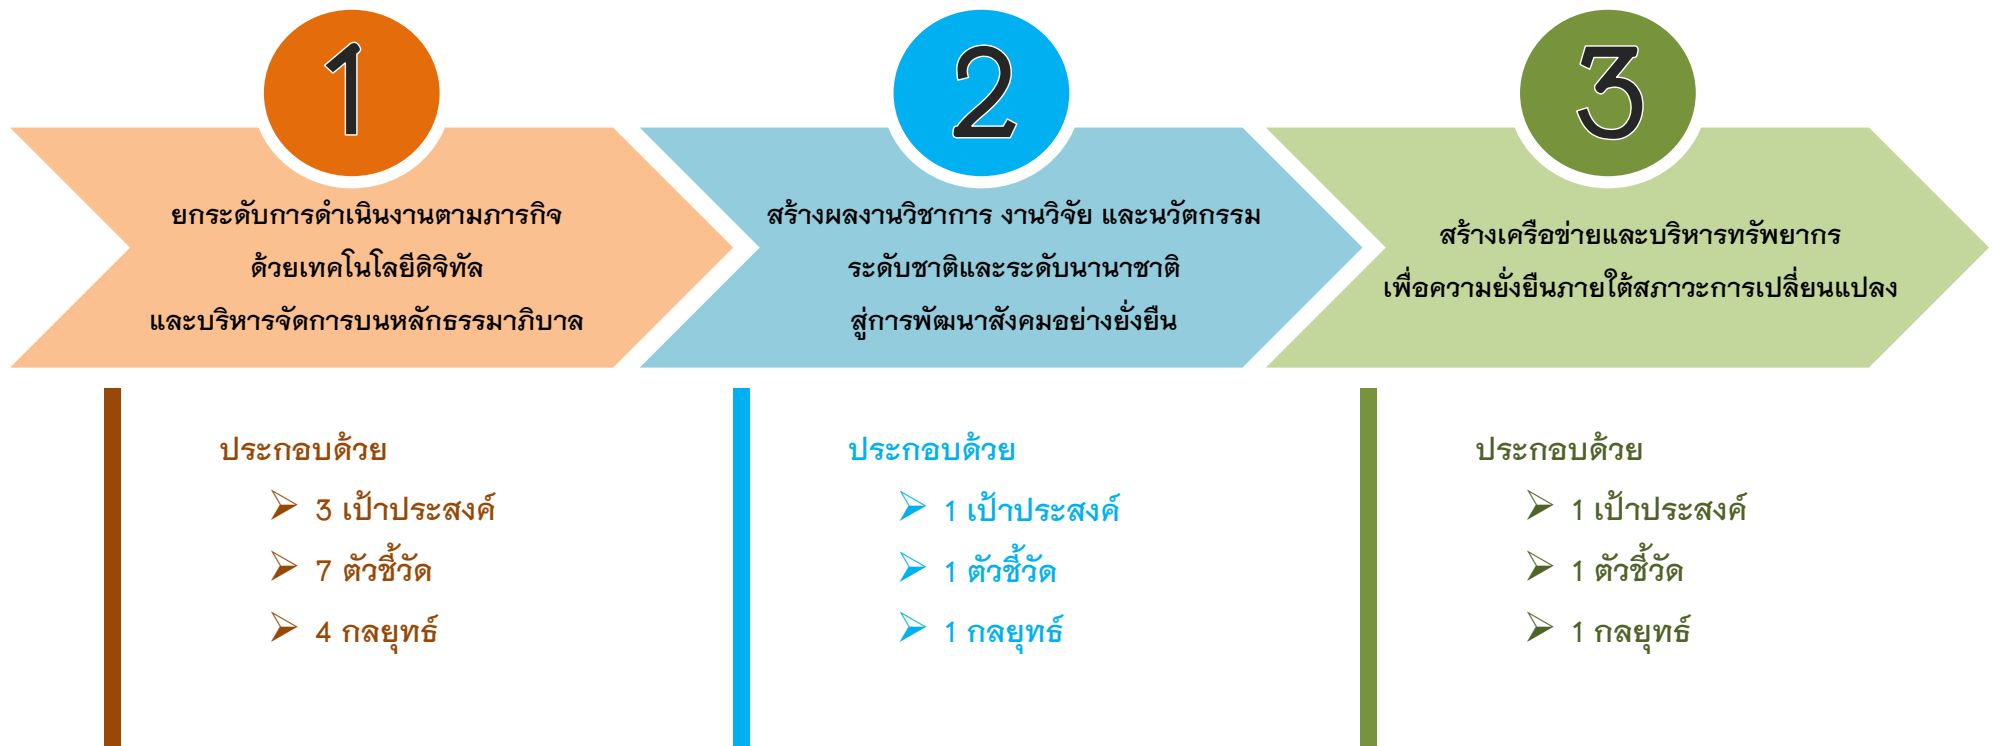 1
ยกระดับการดำเนินงานตามภารกิจ
ด้วยเทคโนโลยีดิจิทัล
และบริหารจัดการบนหลักธรรมาภิบาล
ประกอบด้วย
3 เป้าประสงค์
7 ตัวชี้วัด
4 กลยุทธ์
2
สร้างผลงานวิชาการ งานวิจัย และนวัตกรรม
ระดับชาติและระดับนานาชาติ
สู่การพัฒนาสังคมอย่างยั่งยืน
ประกอบด้วย
1 เป้าประสงค์
1 ตัวชี้วัด
1 กลยุทธ์
3
สร้างเครือข่ายและบริหารทรัพยากร
เพื่อความยั่งยืนภายใต้สภาวะการเปลี่ยนแปลง
ประกอบด้วย
1 เป้าประสงค์
1 ตัวชี้วัด
1 กลยุทธ์